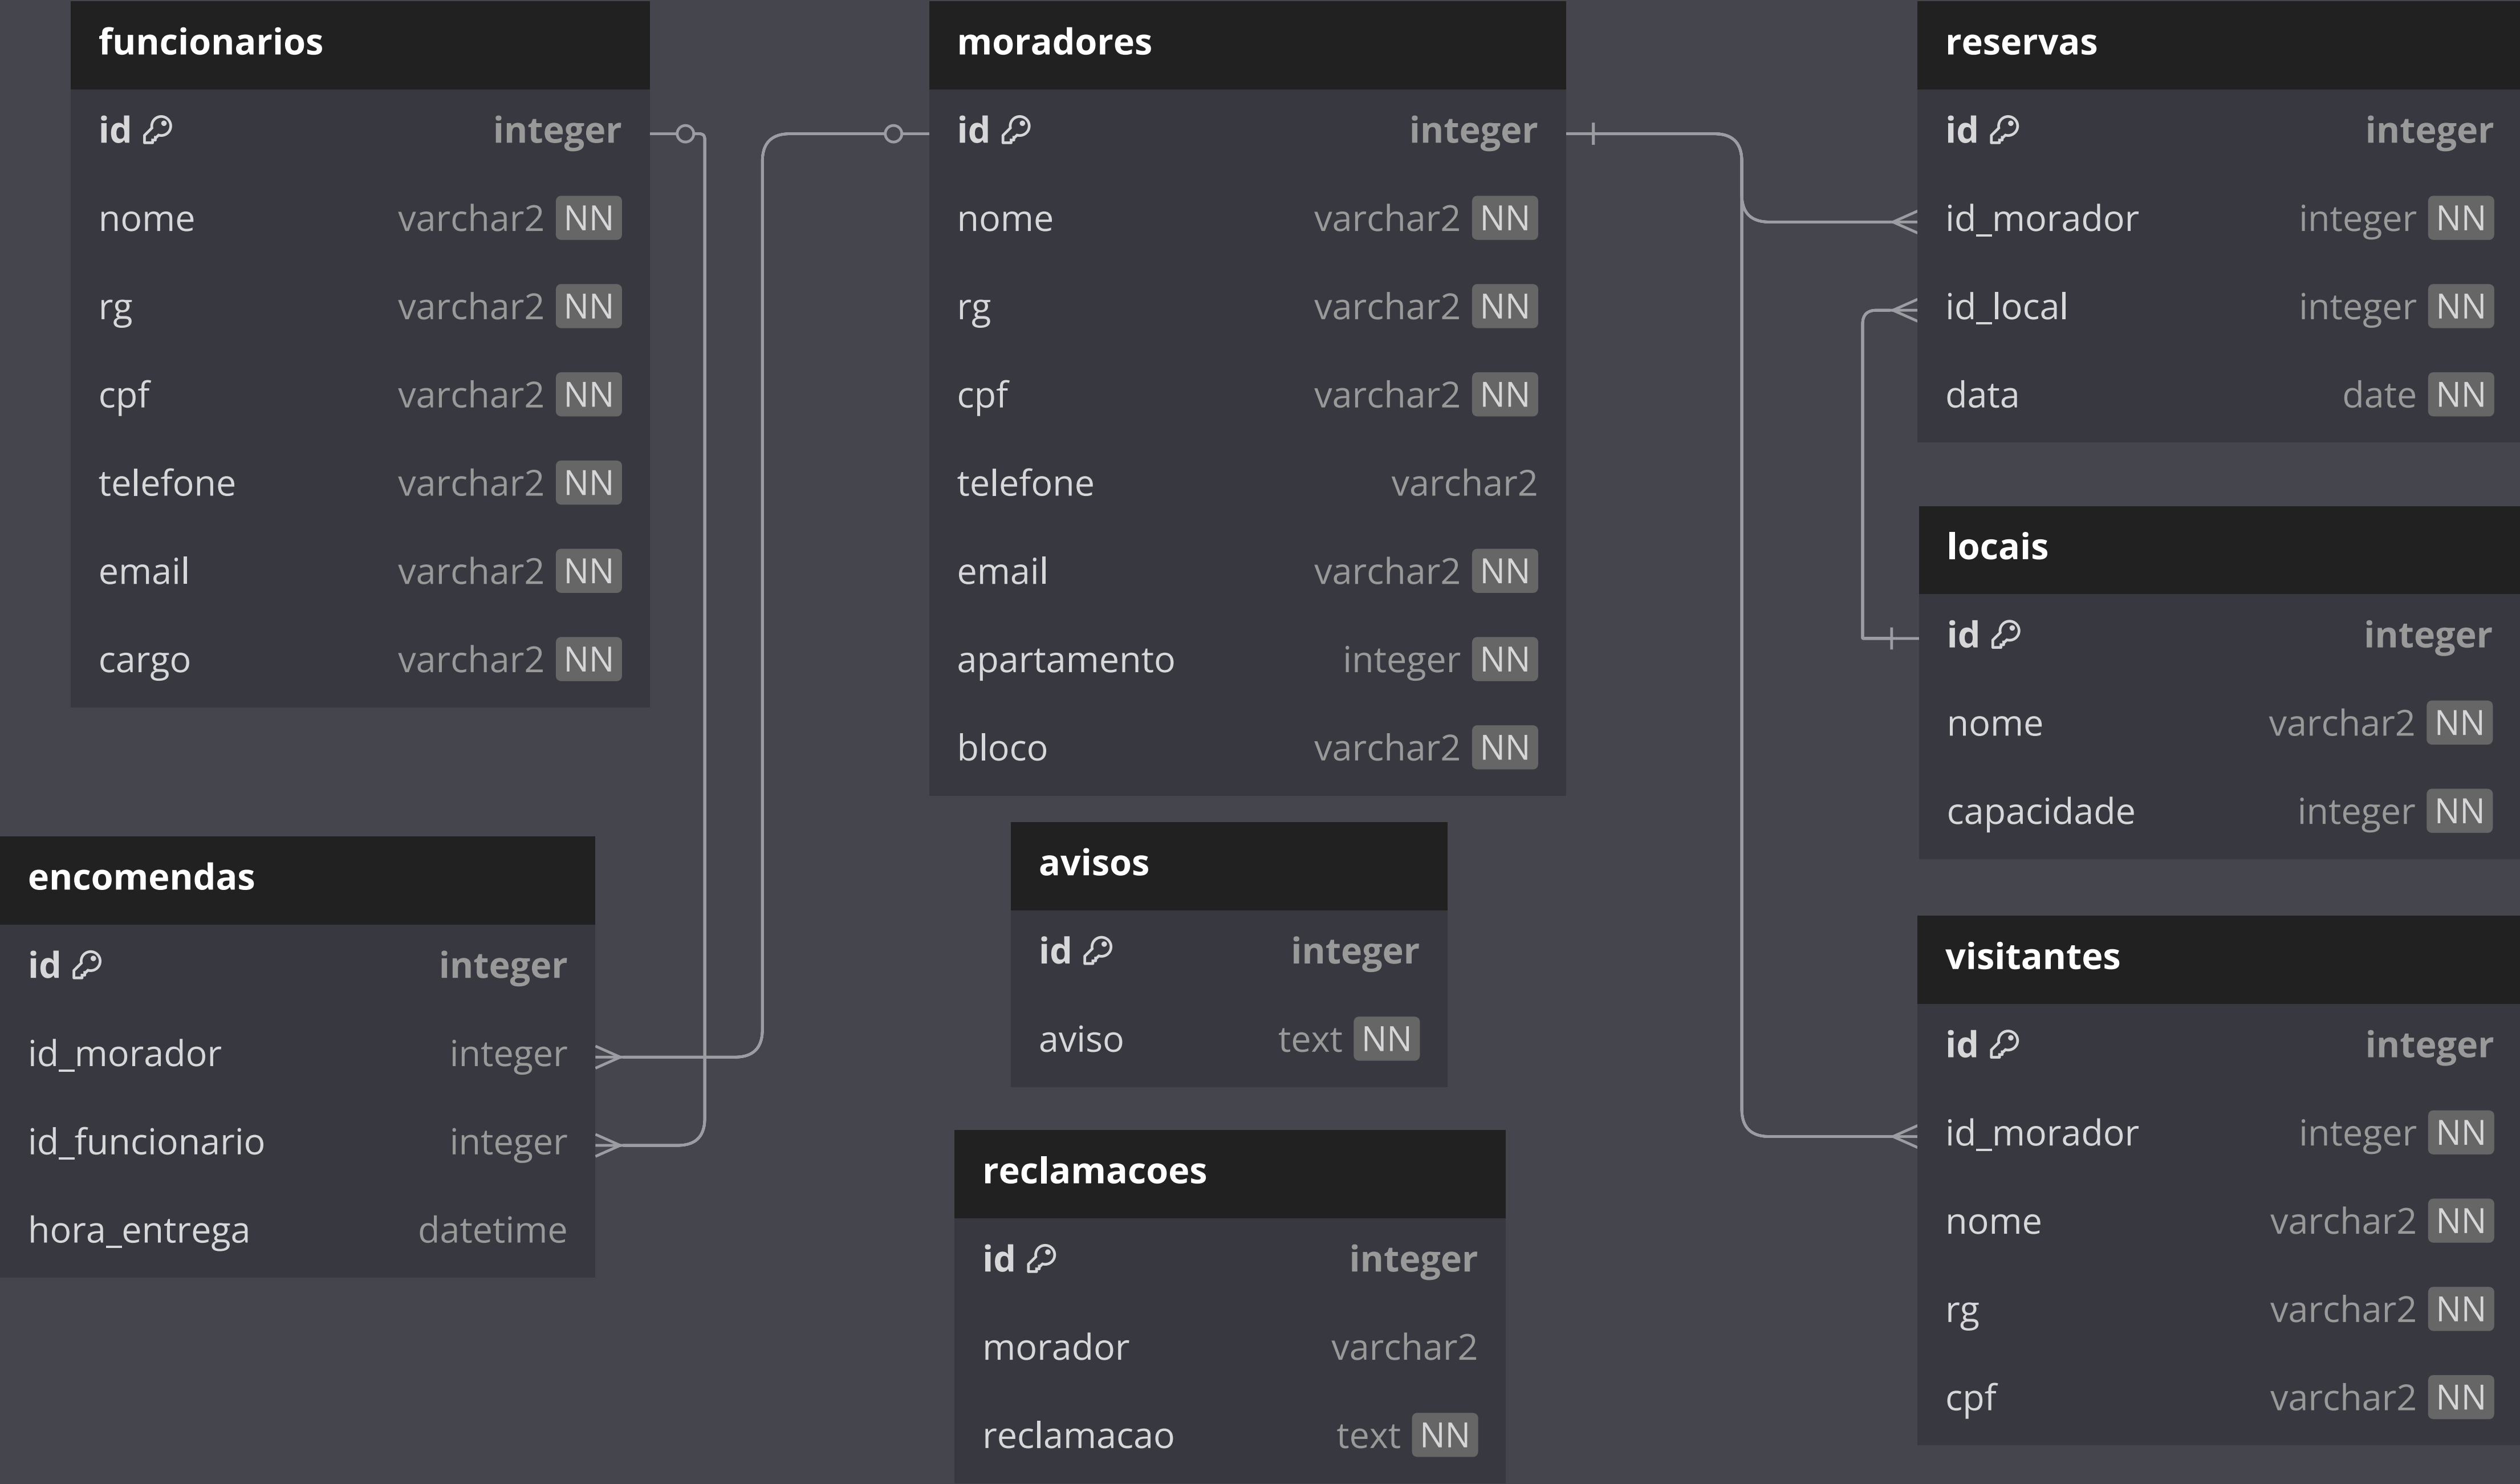 funcionarios
id integer
nome varchar2 NN
rg varchar2 NN
cpf varchar2 NN
telefone varchar2 NN
email varchar2 NN
cargo varchar2 NN
moradores
id integer
nome varchar2 NN
rg varchar2 NN
cpf varchar2 NN
telefone varchar2
email varchar2 NN
apartamento integer NN
bloco varchar2 NN
reservas
id integer
id_morador integer NN
id_local integer NN
data date NN
locais
id integer
nome varchar2 NN
capacidade integer NN
encomendas
id integer
id_morador integer
id_funcionario integer
hora_entrega datetime
avisos
id integer
aviso text NN
reclamacoes
id integer
morador varchar2
reclamacao text NN
visitantes
id integer
id_morador integer NN
nome varchar2 NN
rg varchar2 NN
cpf varchar2 NN